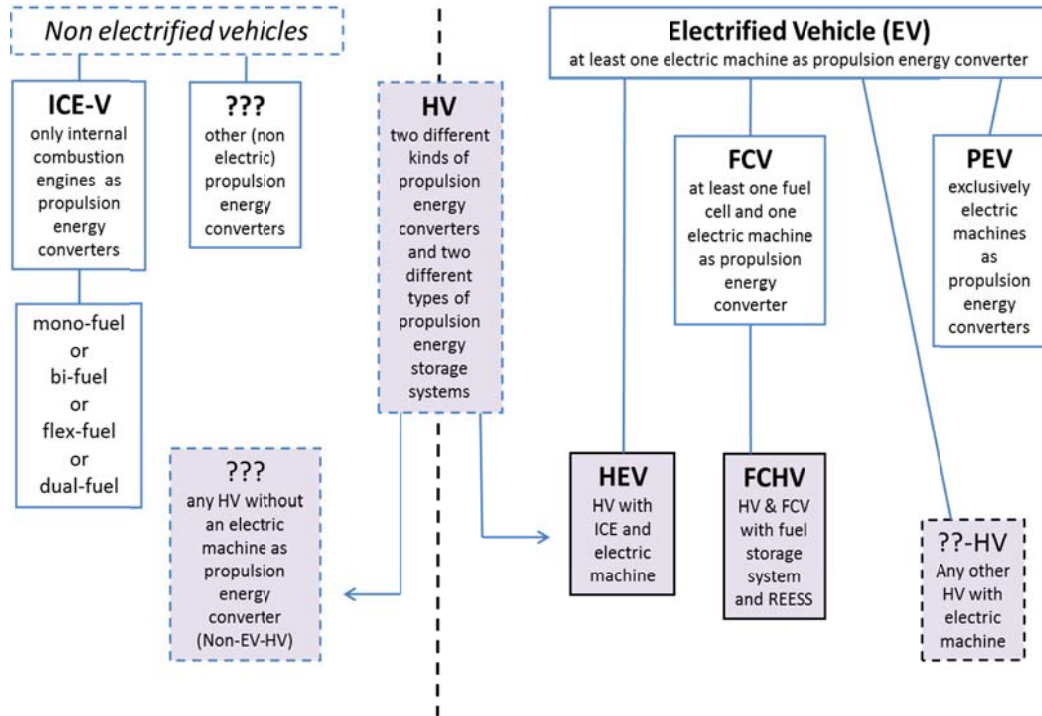 Non electrified vehicles
ICE-V
only internal
combustion
engines as
propulsion
energy
converters
???
other (non
electric)
propulsion
energy
converters
mono-fuel
or
bi-fuel
or
flex-fuel
or
dual-fuel
HV
two different
kinds of
propulsion
energy
converters
and two
different
types of
propulsion
energy
storage
systems
???
any HV without
an electric
machine as
propulsion
energy
converter
(Non-EV-HV)
Electrified Vehicle (EV)
at least one electric machine as propulsion energy converter
FCV
at least one fuel
cell and one
electric machine
as propulsion
energy
converter
PEV
exclusively
electric
machines
as
propulsion
energy
converters
HEV
HV with
ICE and
electric
machine
FCHV
HV & FCV
with fuel
storage
system
and REESS
??-HV
Any other
HV with
electric
machine